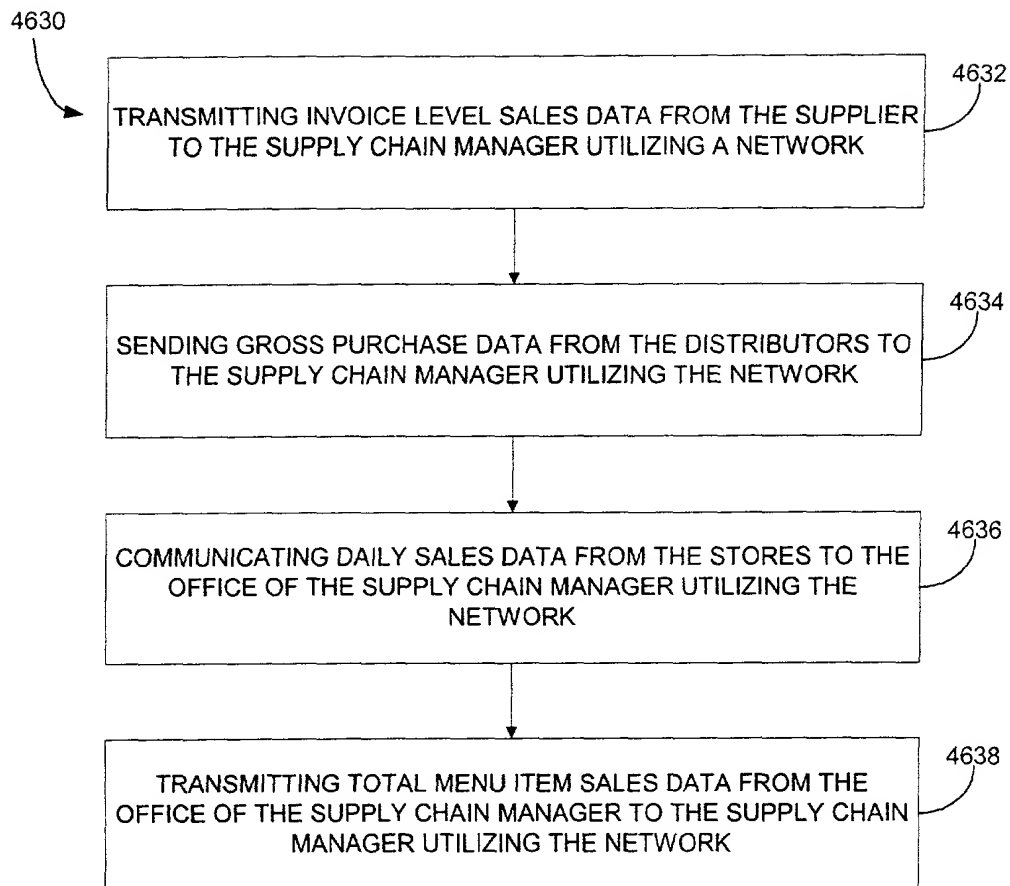 4630
4632
TRANSMITTING INVOICE LEVEL SALES DATA FROM THE SUPPLIER
TO THE SUPPLY CHAIN MANAGER UTILIZING A NETWORK
4634
SENDING GROSS PURCHASE DATA FROM THE DISTRIBUTORS TO
THE SUPPLY CHAIN MANAGER UTILIZING THE NETWORK
4636
COMMUNICATING DAILY SALES DATA FROM THE STORES TO THE
OFFICE OF THE SUPPLY CHAIN MANAGER UTILIZING THE
NETWORK
4638
TRANSMITTING TOTAL MENU ITEM SALES DATA FROM THE
OFFICE OF THE SUPPLY CHAIN MANAGER TO THE SUPPLY CHAIN
MANAGER UTILIZING THE NETWORK